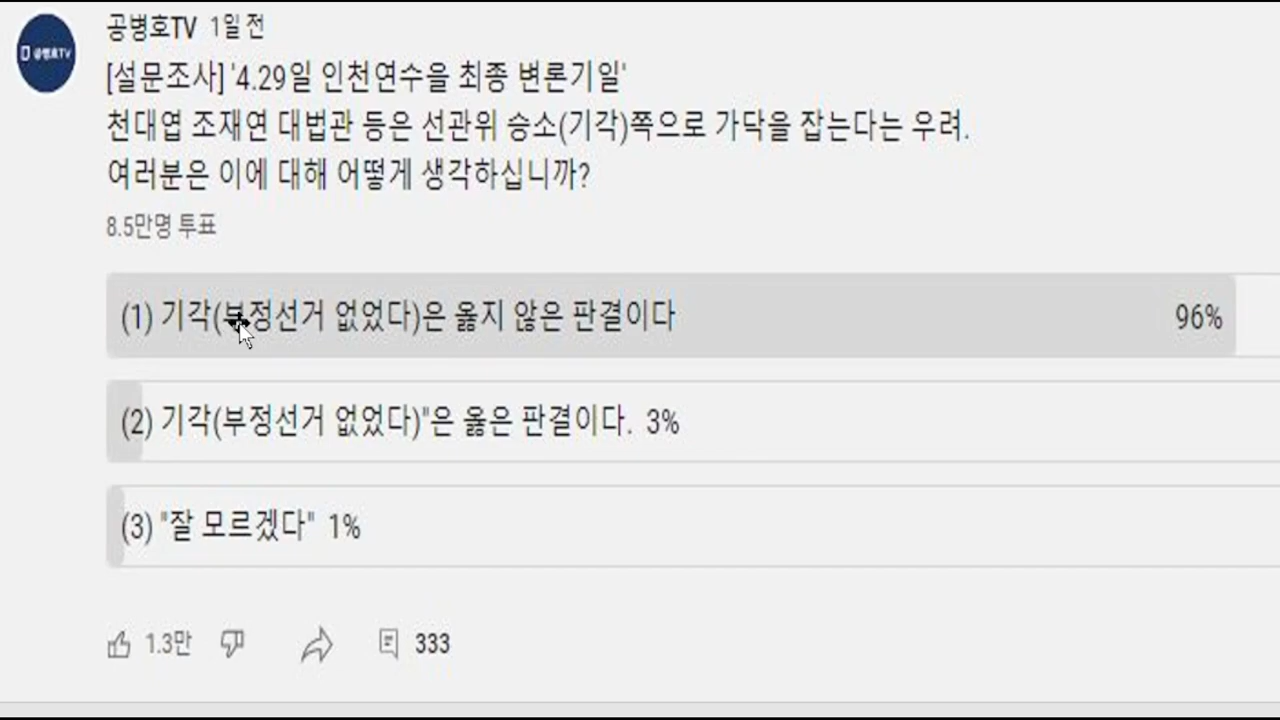 공병호TV 1일 전
공병호TV
[설문조사] '4.29일 인천연수을 최종 변론기일'
천대엽 조재연 대법관 등은 선관위 승소(기각)쪽으로 가닥을 잡는다는 우려.
여러분은 이에 대해 어떻게 생각하십니까?
8.5만명 투표
(1) 기각(부정선거 없었다)은 옳지 않은 판결이다 96%
(2) 기각(부정선거 없었다)"은 옳은 판결이다. 3%
(3) "잘 모르겠다" 1%
1.3만 333